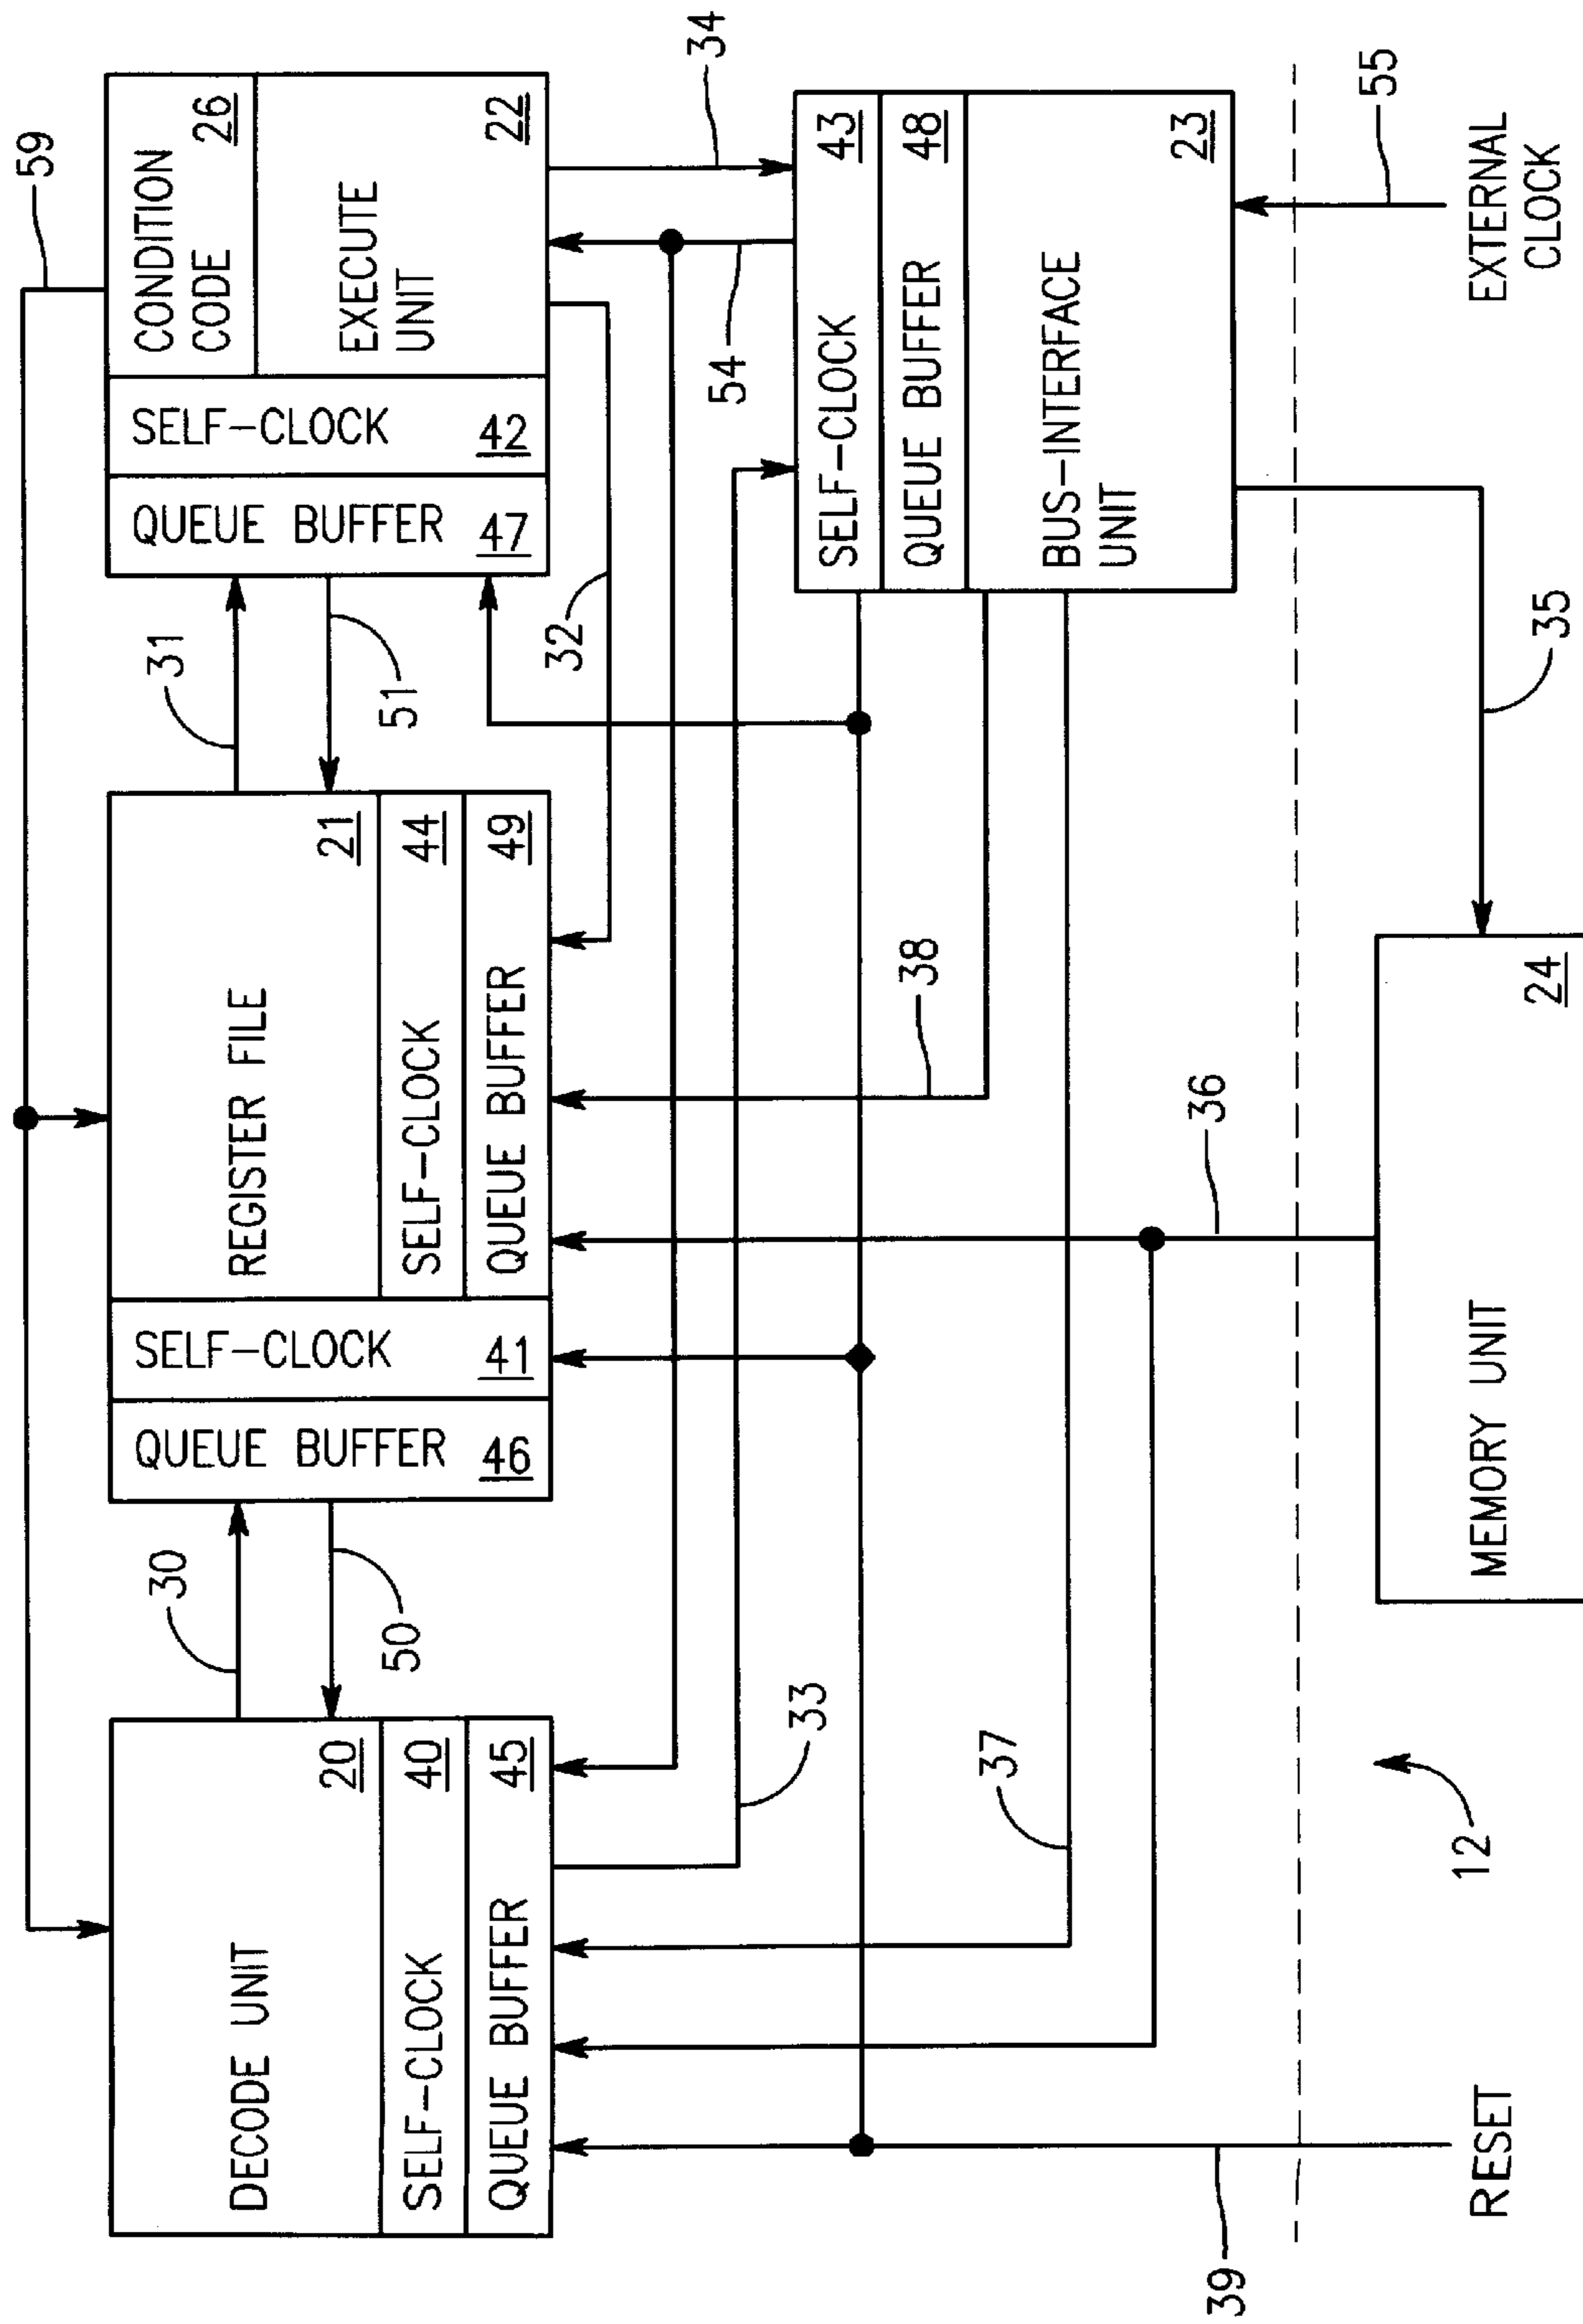 59
CONDITION
CODE
26
EXECUTE
UNIT
22
SELF-CLOCK
42
QUEUE BUFFER
47
34
31
51
32
54
REGISTER FILE
21
SELF-CLOCK
44
QUEUE BUFFER
49
SELF-CLOCK
41
QUEUE BUFFER
46
30
50
DECODE UNIT
20
SELF-CLOCK
40
QUEUE BUFFER
45
33
SELF-CLOCK
43
QUEUE BUFFER
48
BUS-INTERFACE
UNIT
23
38
37
36
39
55
EXTERNAL
CLOCK
35
MEMORY UNIT
24
12
RESET